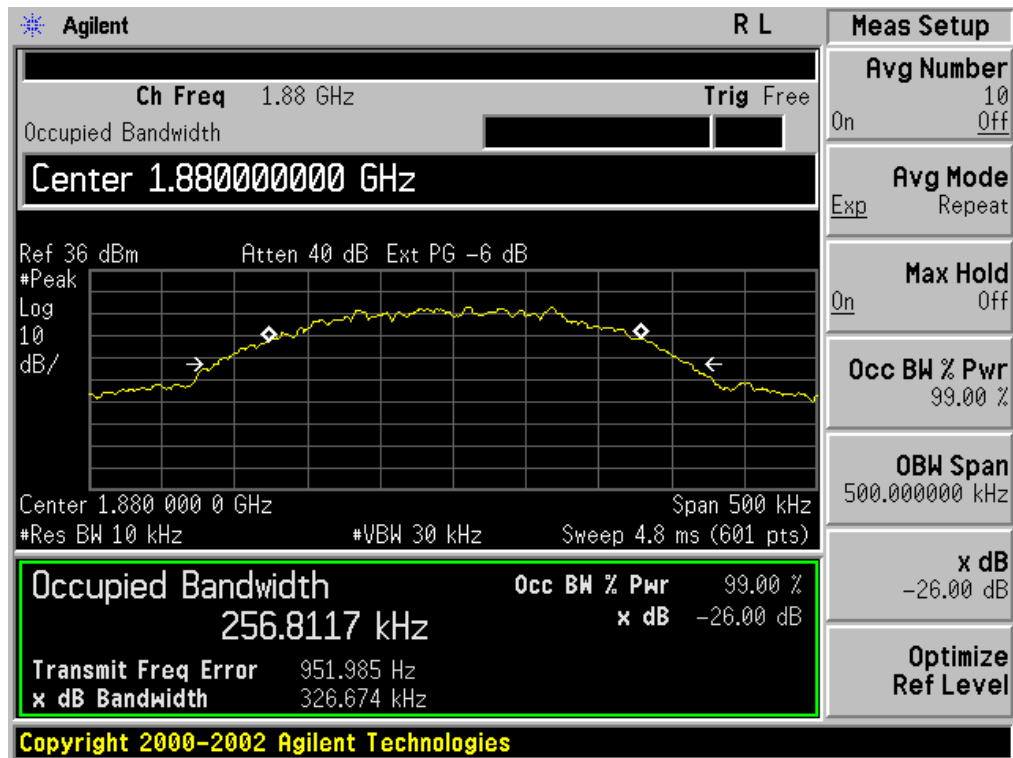 Agilent R L
Ch Freq 1.88 GHz Trig Free
Occupied Bandwidth
Center 1.880000000 GHz
Ref 36 dBm Atten 40 dB Ext PG -6 dB
#Peak
Log
10
dB/
Center 1.880 000 0 GHz Span 500 kHz
#Res BW 10 kHz #VBW 30 kHz Sweep 4.8 ms (601 pts)
Occupied Bandwidth Occ BW % Pwr 99.00 %
256.8117 kHz x dB -26.00 dB
Transmit Freq Error 951.985 Hz
x dB Bandwidth 326.674 kHz
Copyright 2000-2002 Agilent Technologies
Meas Setup
Avg Number
10
On Off
Avg Mode
Exp Repeat
Max Hold
On Off
Occ BW % Pwr
99.00 %
OBW Span
500.000000 kHz
x dB
-26.00 dB
Optimize
Ref Level